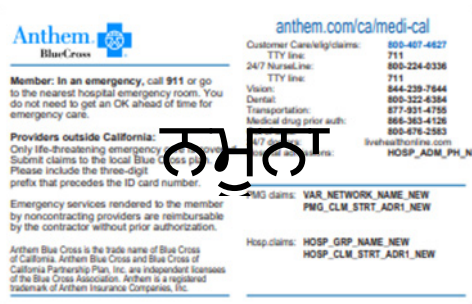 Anthem
BlueCross
Member: In an emergency, call 911 or go
to the nearest hospital emergency room. You
do not need to get an OK ahead of time for
emergency care.
Providers outside California:
Only life-threatening emergency
Submit claims to the local Blue Cross plan.
Please include the three-digit
prefix that precedes the ID card number.
Emergency services rendered to the member
by noncontracting providers are reimbursable
by the contractor without prior authorization.
Anthem Blue Cross is the trade name of Blue Cross
of California. Anthem Blue Cross and Blue Cross of
California Partnership Plan, Inc. are independent licensees
of the Blue Cross Association. Anthem is a registered
trademark of Anthem Insurance Companies, Inc.
anthem.com/ca/medi-cal
Customer Care/elig/claims: 800-407-4627
TTY line: 711
24/7 NurseLine: 800-224-0336
TTY line: 711
Vision: 844-239-7644
Dental: 800-322-6384
Transportation: 877-931-4755
Medical drug prior auth: 866-363-4126
800-676-2583
24/7 livehealthonline.com
HOSP_ADM_PH_N
ਨਮੂਨਾ
PMG claims: VAR_NETWORK_NAME_NEW
PMG_CLM_STRT_ADR1_NEW
Hosp.claims: HOSP_GRP_NAME_NEW
HOSP_CLM_STRT_ADR1_NEW